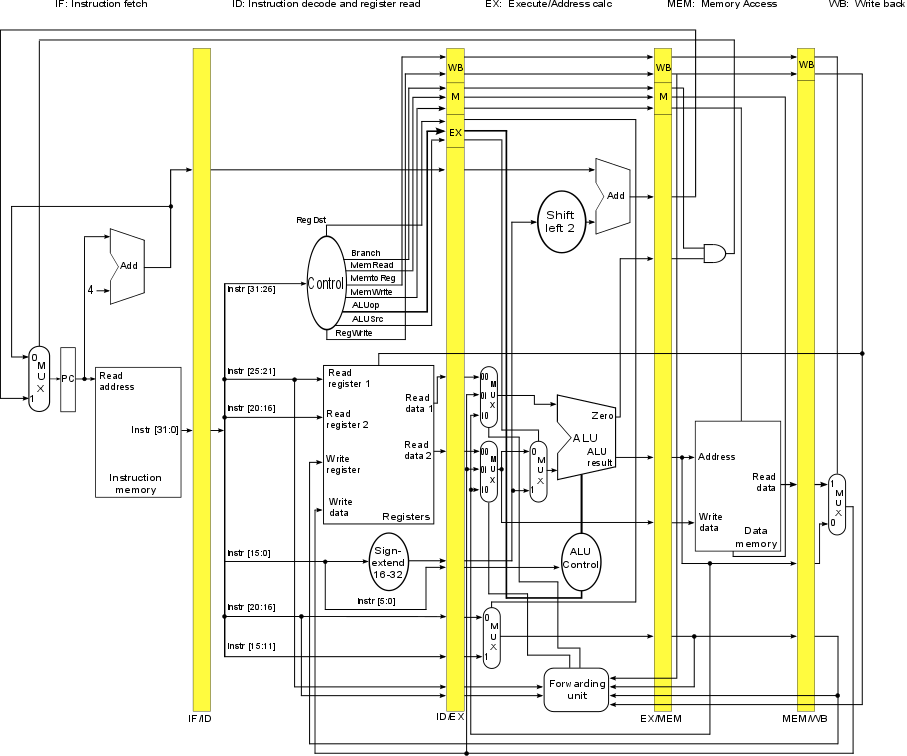 IF: Instruction fetch
ID: Instruction decode and register read
EX: Execute/Address calc
MEM: Memory Access
WB: Write back
WB
M
EX
WB
M
WB
Add
Shift
left 2
Reg Dst
Branch
MemRead
MemtoReg
MemWrite
ALUop
ALUSrc
RegWrite
Control
Add
4
Instr [31:26]
0
M
U
X
1
PC
Read
address
Instr [31:0]
Instruction
memory
Instr [25:21]
Instr [20:16]
Read
register 1
Read
register 2
Write
register
Write
data
Read
data 1
Read
data 2
Registers
00
01
10
M
U
X
00
01
10
M
U
X
0
1
M
U
X
Zero
ALU
ALU
result
Address
Read
data
Write
data
Data
memory
1
0
M
U
X
Instr [15:0]
Sign-
extend
16-32
Instr [5:0]
ALU
Control
Instr [20:16]
Instr [15:11]
0
M
U
X
1
Forwarding
unit
IF/ID
ID/EX
EX/MEM
MEM/WB